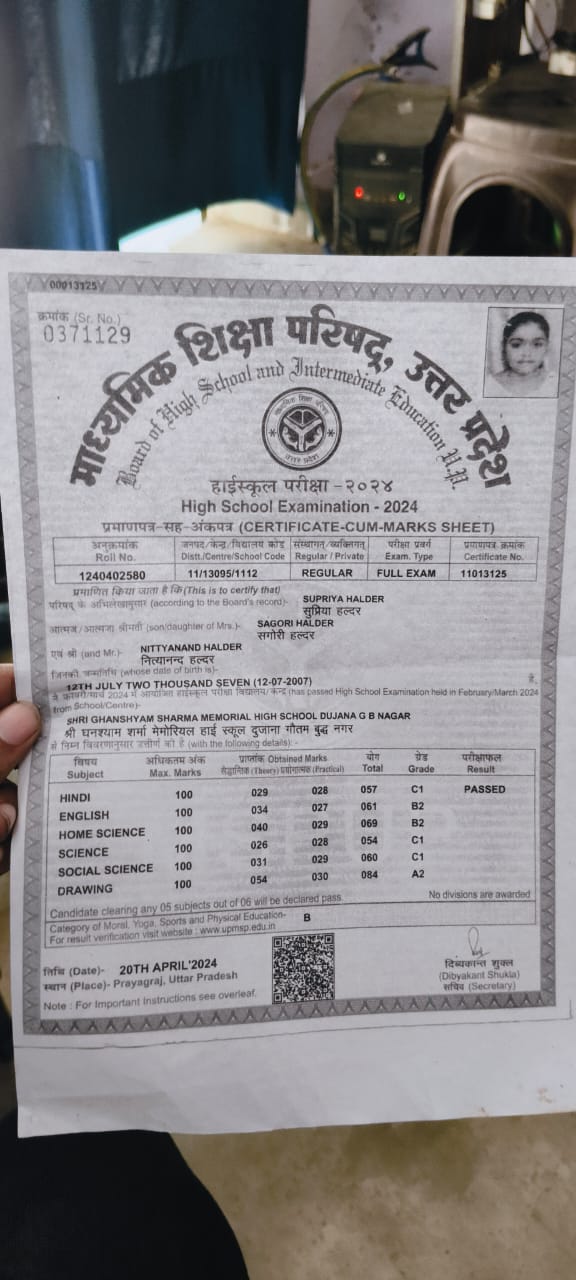 00013125
क्रमांक (Sr. No.)
0371129
माध्यमिक शिक्षा परिषद्, उत्तर प्रदेश
Board of High School and Intermediate Education U.P.
हाईस्कूल परीक्षा -२०२४
High School Examination - 2024
प्रमाणपत्र-सह-अंकपत्र (CERTIFICATE-CUM-MARKS SHEET)
अनुक्रमांक जनपद/केन्द्र/विद्यालय कोड संस्थागत/व्यक्तिगत परीक्षा प्रवर्ग प्रमाणपत्र क्रमांक
Roll No. Distt./Centre/School Code Regular / Private Exam. Type Certificate No.
1240402580 11/13095/1112 REGULAR FULL EXAM 11013125
प्रमाणित किया जाता है कि (This is to certify that)
परिषद् के अभिलेखानुसार (according to the Board's record)- SUPRIYA HALDER
सुप्रिया हल्दर
आत्मज/आत्मजा श्रीमती (son/daughter of Mrs.)- SAGORI HALDER
सगोरी हल्दर
एवं श्री (and Mr.)- NITTYANAND HALDER
नित्यानन्द हल्दर
जिनकी जन्मतिथि (whose date of birth is)-
12TH JULY TWO THOUSAND SEVEN (12-07-2007) है,
ने फरवरी/मार्च 2024 में आयोजित हाईस्कूल परीक्षा विद्यालय/ केन्द्र (has passed High School Examination held in February/March 2024
from School/Centre)-
SHRI GHANSHYAM SHARMA MEMORIAL HIGH SCHOOL DUJANA G B NAGAR
श्री घनश्याम शर्मा मेमोरियल हाई स्कूल दुजाना गौतम बुद्ध नगर
से निम्न विवरणानुसार उत्तीर्ण की है (with the following details): -
विषय अधिकतम अंक प्राप्तांक Obtained Marks योग ग्रेड परीक्षाफल
Subject Max. Marks सैद्धान्तिक (Theory) प्रयोगात्मक (Practical) Total Grade Result
HINDI 100 029 028 057 C1 PASSED
ENGLISH 100 034 027 061 B2
HOME SCIENCE 100 040 029 069 B2
SCIENCE 100 026 028 054 C1
SOCIAL SCIENCE 100 031 029 060 C1
DRAWING 100 054 030 084 A2
Candidate clearing any 05 subjects out of 06 will be declared pass. No divisions are awarded
Category of Moral, Yoga, Sports and Physical Education- B
For result verification visit website : www.upmsp.edu.in
तिथि (Date)- 20TH APRIL'2024
स्थान (Place)- Prayagraj, Uttar Pradesh
Note : For Important Instructions see overleaf.
दिब्यकान्त शुक्ल
(Dibyakant Shukla)
सचिव (Secretary)